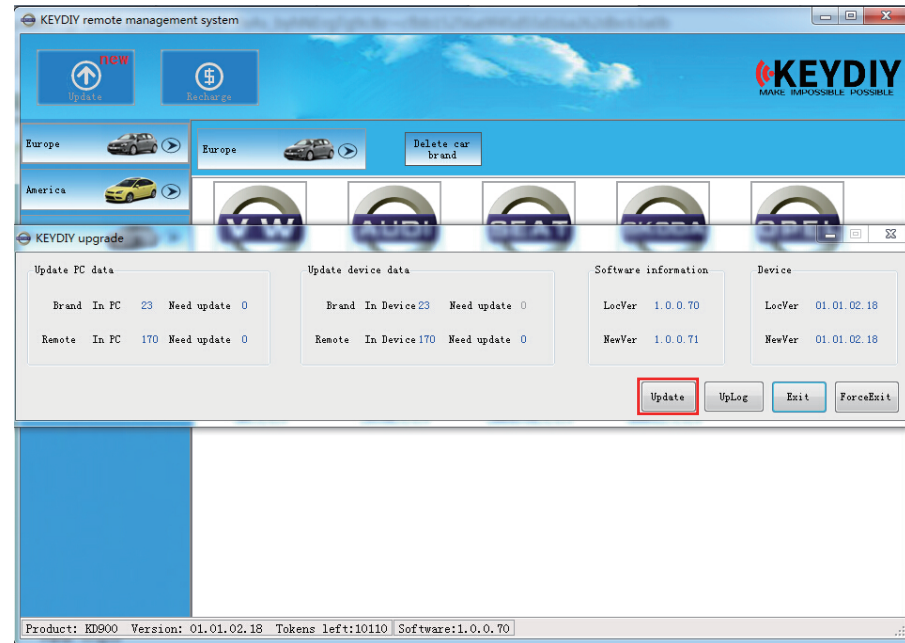 KEYDIY remote management system
new
Update
Recharge
KEYDIY
MAKE IMPOSSIBLE POSSIBLE
Europe
Europe
Delete car
brand
America
VW
AUDI
SEAT
SKODA
OPEL
KEYDIY upgrade
Update PC data
Update device data
Software information
Device
Brand In PC 23 Need update 0
Brand In Device 23 Need update 0
LocVer 1.0.0.70
LocVer 01.01.02.18
Remote In PC 170 Need update 0
Remote In Device 170 Need update 0
NewVer 1.0.0.71
NewVer 01.01.02.18
Update
UpLog
Exit
ForceExit
Product: KD900 Version: 01.01.02.18 Tokens left:10110 Software:1.0.0.70